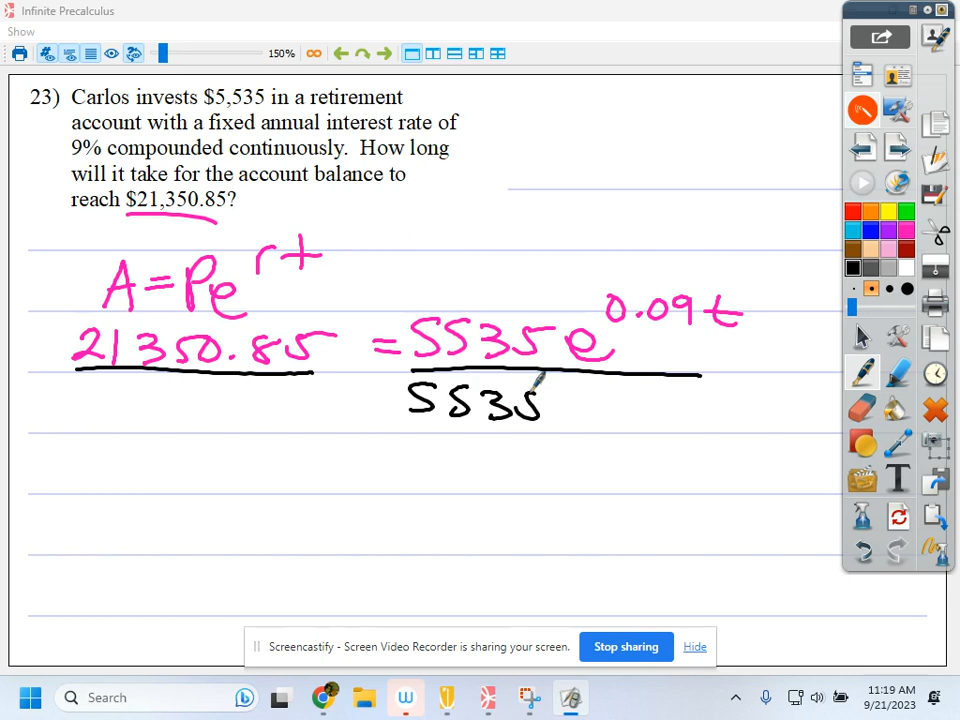 Infinite Precalculus
Show
150%
23) Carlos invests $5,535 in a retirement
account with a fixed annual interest rate of
9% compounded continuously. How long
will it take for the account balance to
reach $21,350.85?
A=Pe^rt
21350.85 = 5535e^0.09t
5535
Screencastify - Screen Video Recorder is sharing your screen. Stop sharing Hide
Search
11:19 AM
9/21/2023